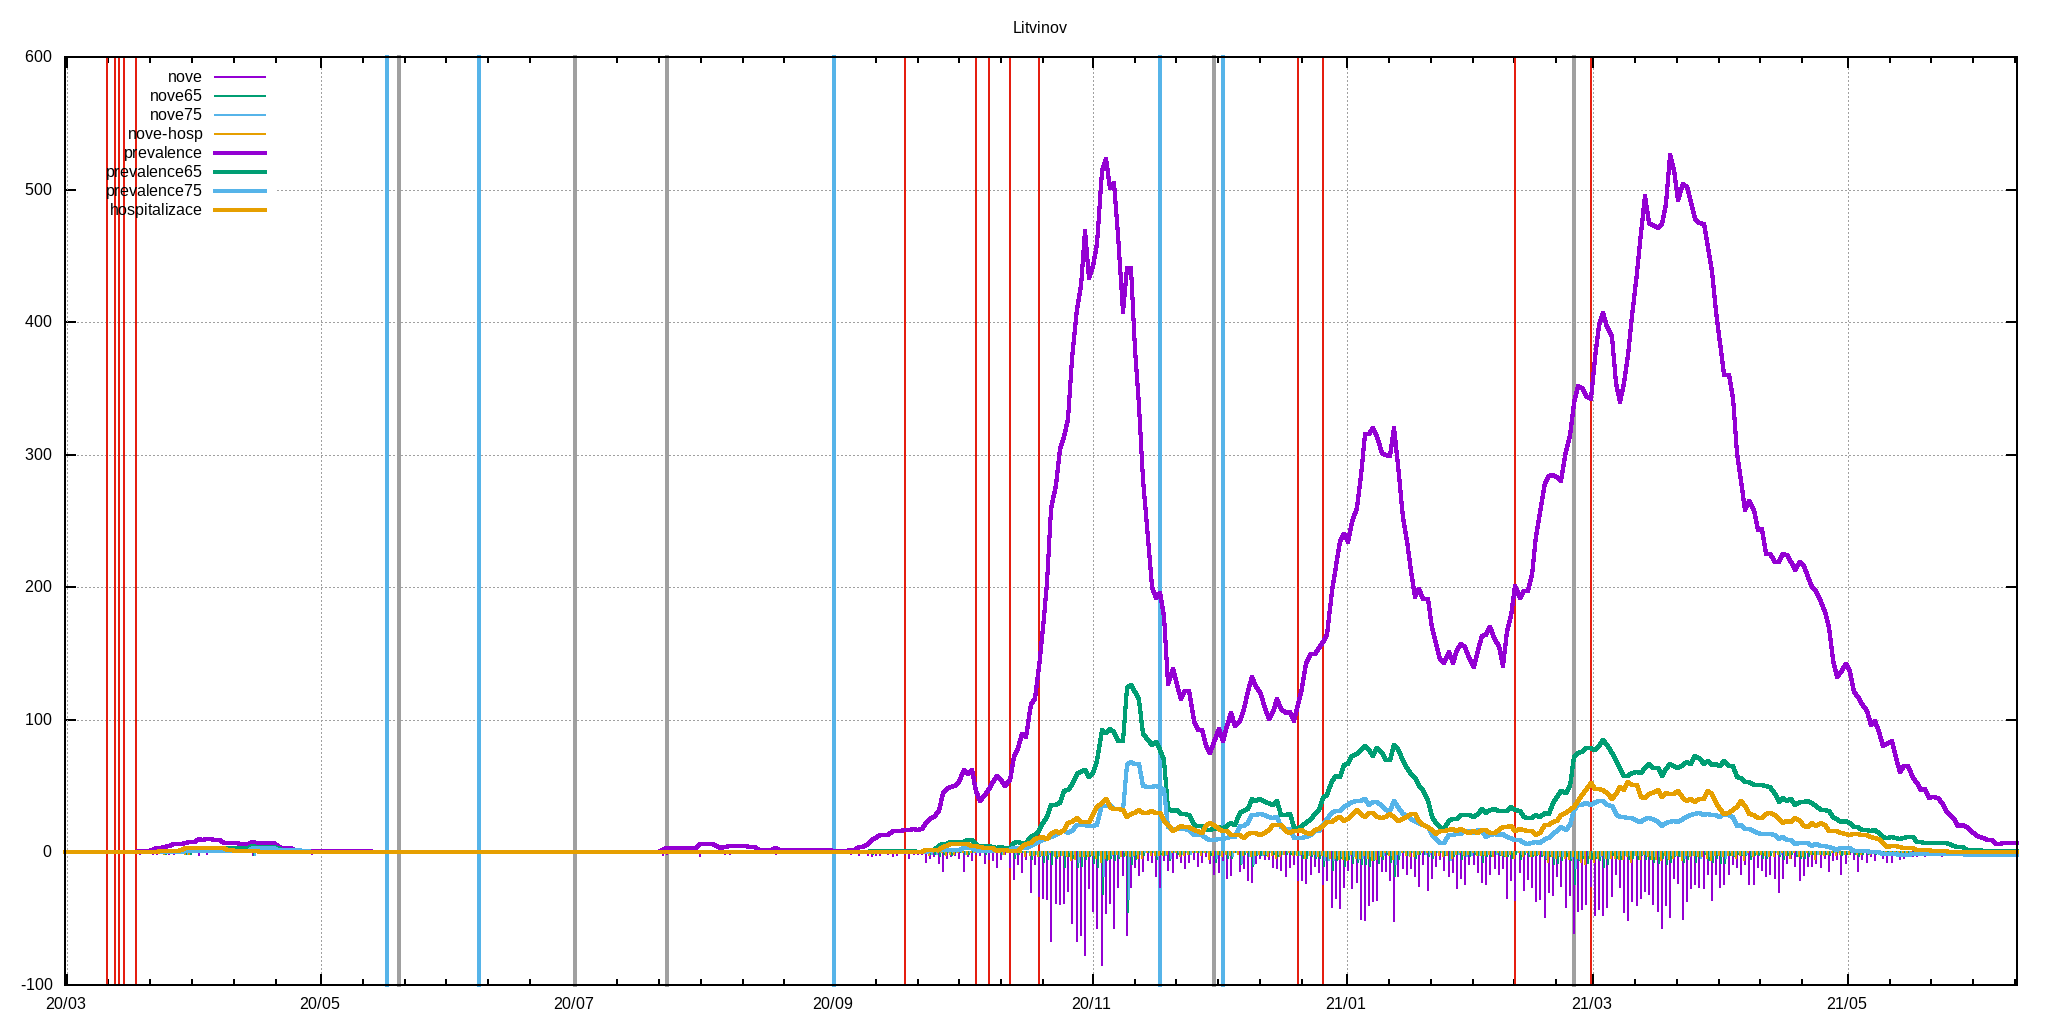 Litvinov
600
500
400
300
200
100
0
-100
nove
nove65
nove75
nove-hosp
prevalence
prevalence65
prevalence75
hospitalizace
20/03
20/05
20/07
20/09
20/11
21/01
21/03
21/05